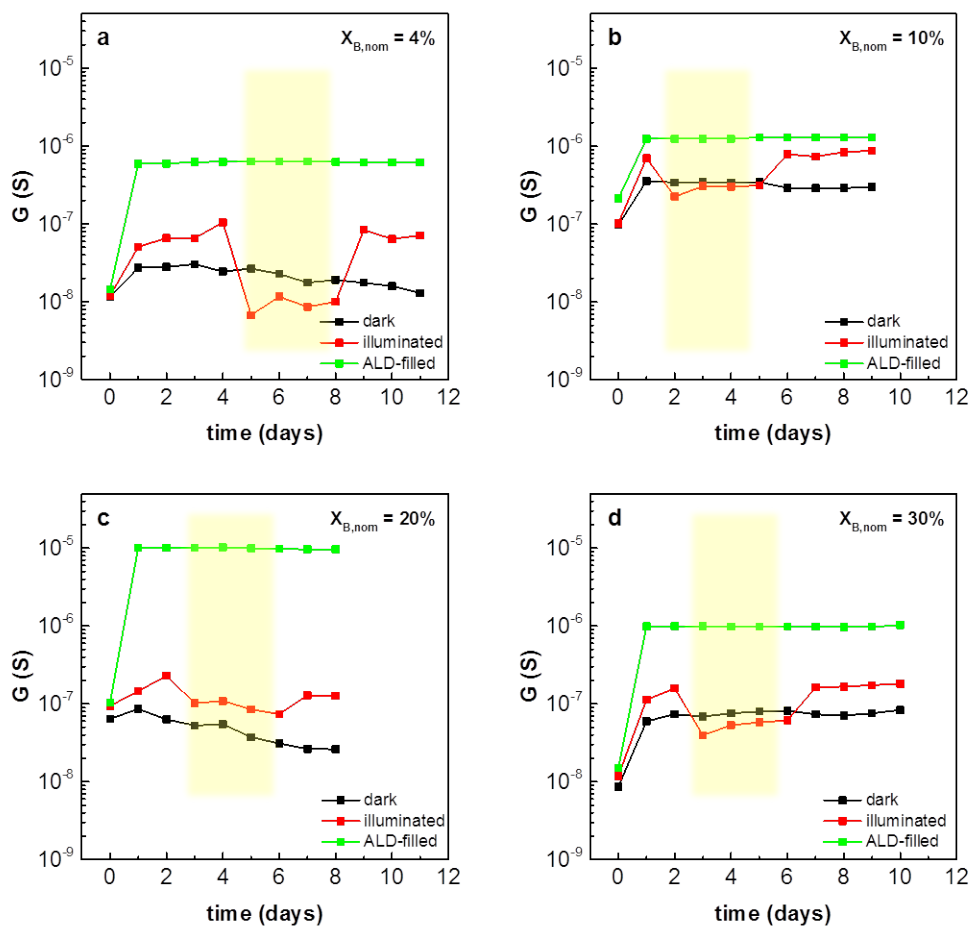 a
X_B,nom = 4%
10^-5
10^-6
10^-7
10^-8
10^-9
G (S)
dark
illuminated
ALD-filled
0 2 4 6 8 10 12
time (days)
b
X_B,nom = 10%
10^-5
10^-6
10^-7
10^-8
10^-9
G (S)
dark
illuminated
ALD-filled
0 2 4 6 8 10 12
time (days)
c
X_B,nom = 20%
10^-5
10^-6
10^-7
10^-8
10^-9
G (S)
dark
illuminated
ALD-filled
0 2 4 6 8 10 12
time (days)
d
X_B,nom = 30%
10^-5
10^-6
10^-7
10^-8
10^-9
G (S)
dark
illuminated
ALD-filled
0 2 4 6 8 10 12
time (days)